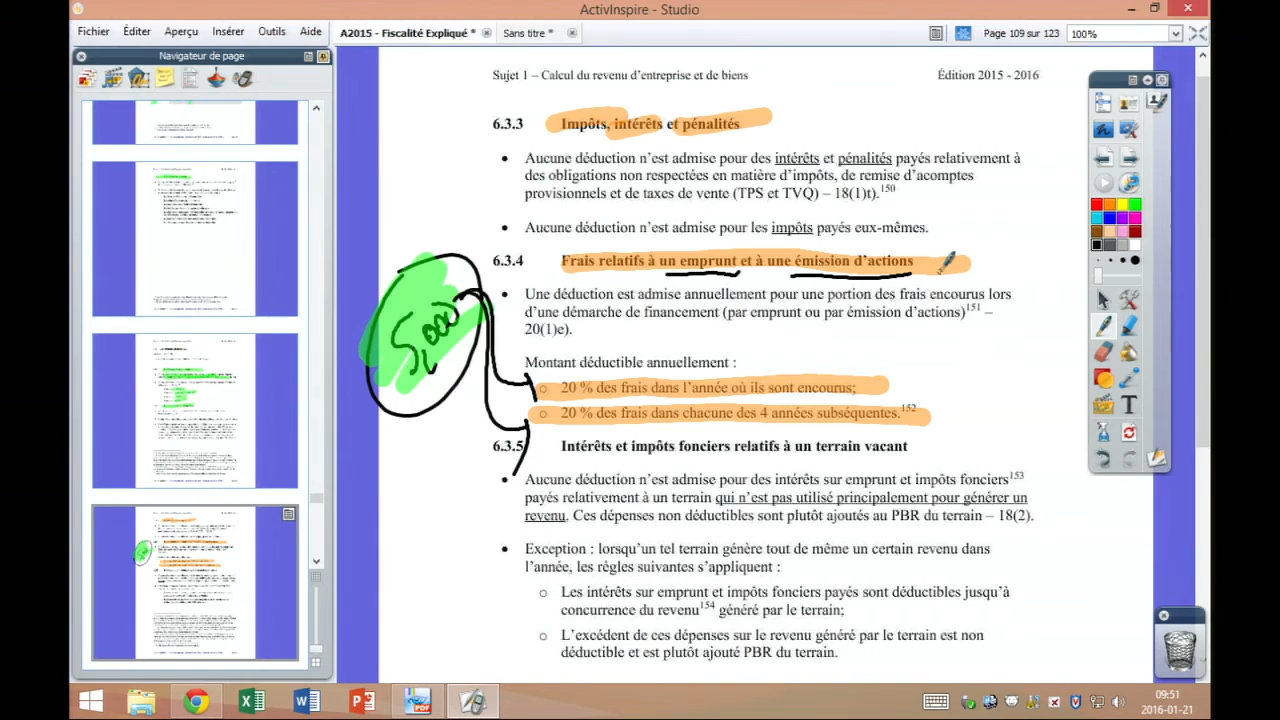 ActivInspire - Studio
Fichier Éditer Aperçu Insérer Outils Aide
A2015 - Fiscalité Expliqué *
Sans titre *
Page 109 sur 123
100%
Navigateur de page
Sujet 1 – Calcul du revenu d'entreprise et de biens
Édition 2015 - 2016
6.3.3 Impôts, intérêts et pénalités
• Aucune déduction n'est admise pour des intérêts et pénalités payés relativement à
des obligations non respectées en matière d'impôts, de remise d'acomptes
provisionnels et de taxes de vente (TPS et TVQ) – 18(1)t).150
• Aucune déduction n'est admise pour les impôts payés eux-mêmes.
6.3.4 Frais relatifs à un emprunt et à une émission d'actions
• Une déduction est admise annuellement pour une portion des frais encourus lors
d'une démarche de financement (par emprunt ou par émission d'actions)151 –
20(1)e).
5,000
Montant déductible annuellement :
20 % des frais dans l'année où ils sont encourus;
o 20 % des frais dans chacune des 4 années subséquentes.152
6.3.5 Intérêts et impôts fonciers relatifs à un terrain vacant
• Aucune déduction n'est admise pour des intérêts sur emprunt et impôts fonciers153
payés relativement à un terrain qui n'est pas utilisé principalement pour générer un
revenu. Ces dépenses non déductibles sont plutôt ajoutées au PBR du terrain – 18(2).
• Exception : lorsqu'un tel terrain génère tout de même un certain revenu dans
l'année, les règles suivantes s'appliquent :
o Les intérêts sur emprunt et impôts fonciers payés sont déductibles jusqu'à
concurrence du revenu154 généré par le terrain;
o L'excédent de ces dépenses sur le revenu généré par le terrain est non
déductible et est plutôt ajouté PBR du terrain.
09:51
2016-01-21